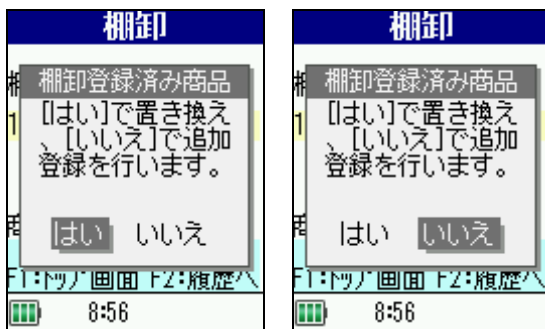 棚卸
棚卸登録済み商品
[はい]で置き換え
、[いいえ]で追加
登録を行います。
はい いいえ
F1:トップ画面 F2:履歴へ
8:56
棚卸
棚卸登録済み商品
[はい]で置き換え
、[いいえ]で追加
登録を行います。
はい いいえ
F1:トップ画面 F2:履歴へ
8:56